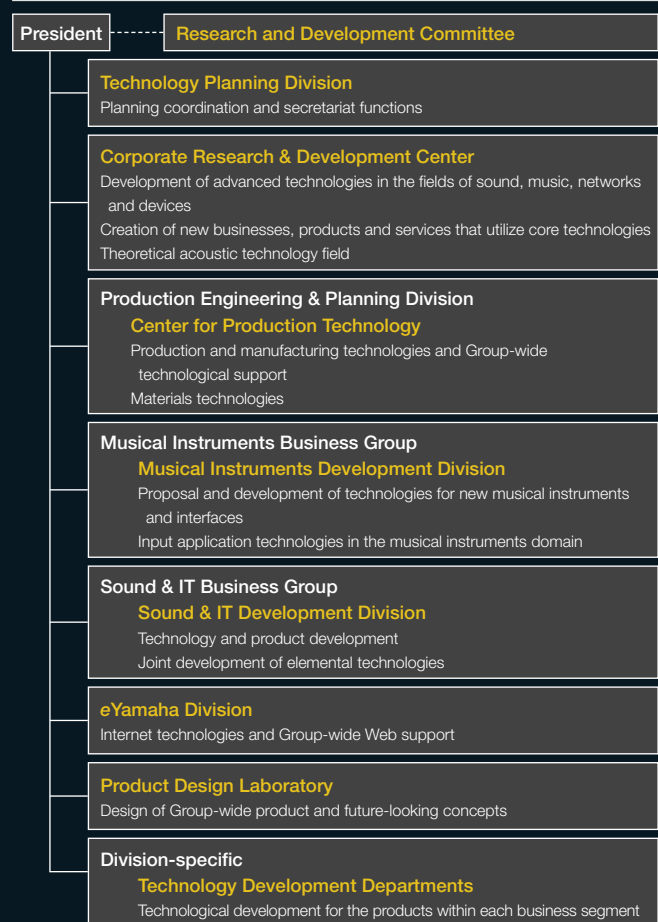 President
Research and Development Committee
Technology Planning Division
Planning coordination and secretariat functions
Corporate Research & Development Center
Development of advanced technologies in the fields of sound, music, networks
and devices
Creation of new businesses, products and services that utilize core technologies
Theoretical acoustic technology field
Production Engineering & Planning Division
Center for Production Technology
Production and manufacturing technologies and Group-wide
technological support
Materials technologies
Musical Instruments Business Group
Musical Instruments Development Division
Proposal and development of technologies for new musical instruments
and interfaces
Input application technologies in the musical instruments domain
Sound & IT Business Group
Sound & IT Development Division
Technology and product development
Joint development of elemental technologies
eYamaha Division
Internet technologies and Group-wide Web support
Product Design Laboratory
Design of Group-wide product and future-looking concepts
Division-specific
Technology Development Departments
Technological development for the products within each business segment